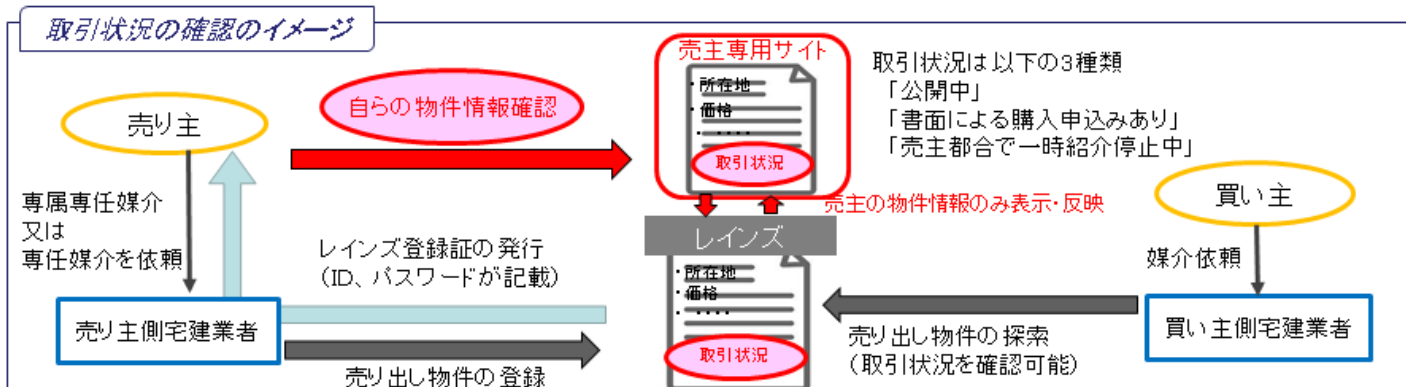 取引状況の確認のイメージ
売り主
専属専任媒介
又は
専任媒介を依頼
売り主側宅建業者
自らの物件情報確認
レインズ登録証の発行
(ID、パスワードが記載)
売り出し物件の登録
売主専用サイト
・所在地
・価格
・・・・・
取引状況
レインズ
・所在地
・価格
・・・・・
取引状況
取引状況は以下の3種類
「公開中」
「書面による購入申込みあり」
「売主都合で一時紹介停止中」
売主の物件情報のみ表示・反映
買い主
媒介依頼
買い主側宅建業者
売り出し物件の探索
(取引状況を確認可能)